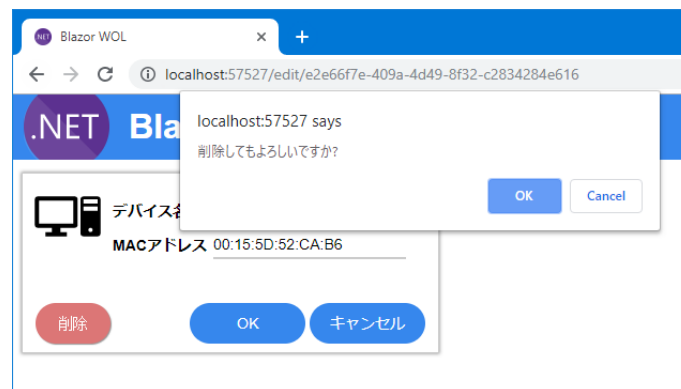 Blazor WOL
localhost:57527/edit/e2e66f7e-409a-4d49-8f32-c2834284e616
.NET Bla
localhost:57527 says
削除してもよろしいですか?
OK Cancel
デバイス名
MACアドレス 00:15:5D:52:CA:B6
削除 OK キャンセル